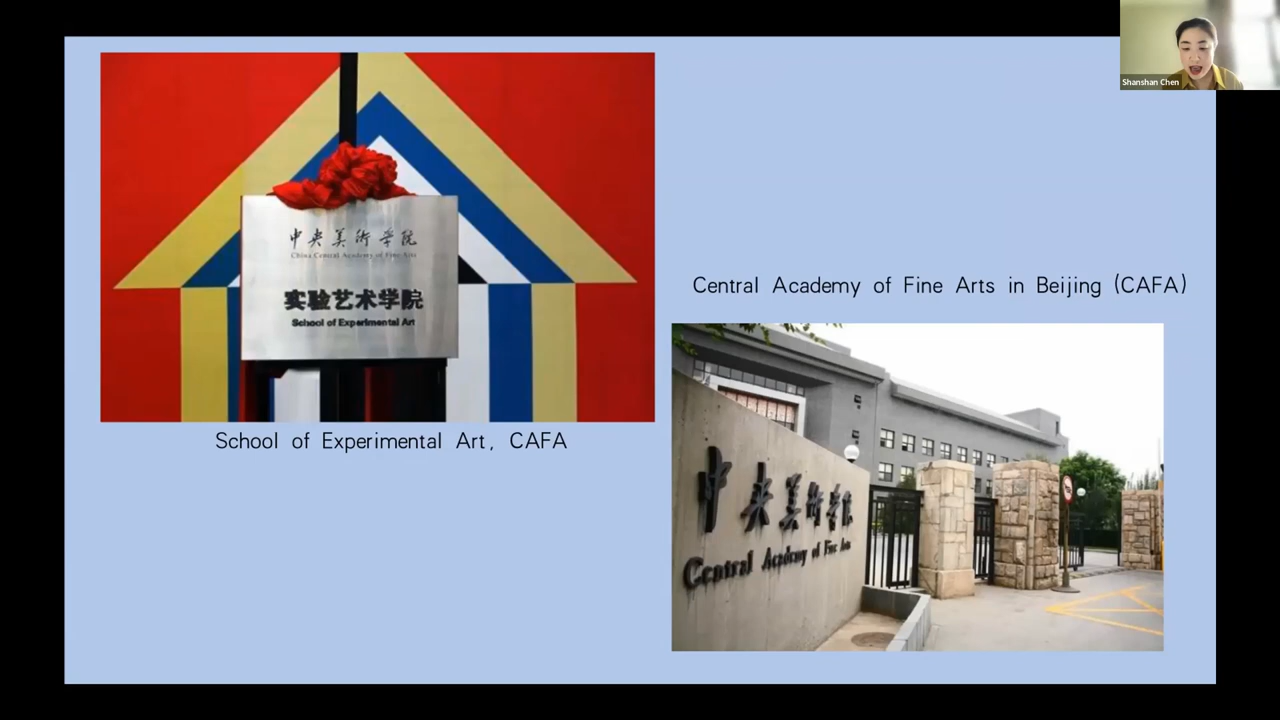 Shanshan Chen
中央美術学院
China Central Academy of Fine Arts
实验艺术学院
School of Experimental Art
School of Experimental Art, CAFA
Central Academy of Fine Arts in Beijing (CAFA)
中央美術学院
Central Academy of Fine Arts